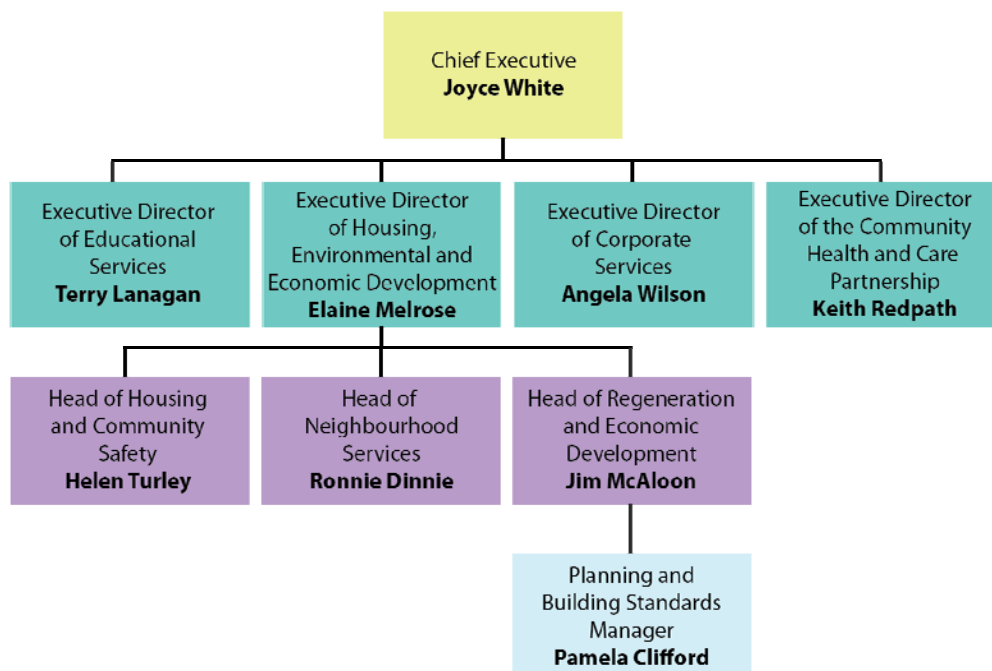 Chief Executive
Joyce White
Executive Director
of Educational
Services
Terry Lanagan
Executive Director
of Housing,
Environmental and
Economic Development
Elaine Melrose
Executive Director
of Corporate
Services
Angela Wilson
Executive Director
of the Community
Health and Care
Partnership
Keith Redpath
Head of Housing
and Community
Safety
Helen Turley
Head of
Neighbourhood
Services
Ronnie Dinnie
Head of Regeneration
and Economic
Development
Jim McAloon
Planning and
Building Standards
Manager
Pamela Clifford